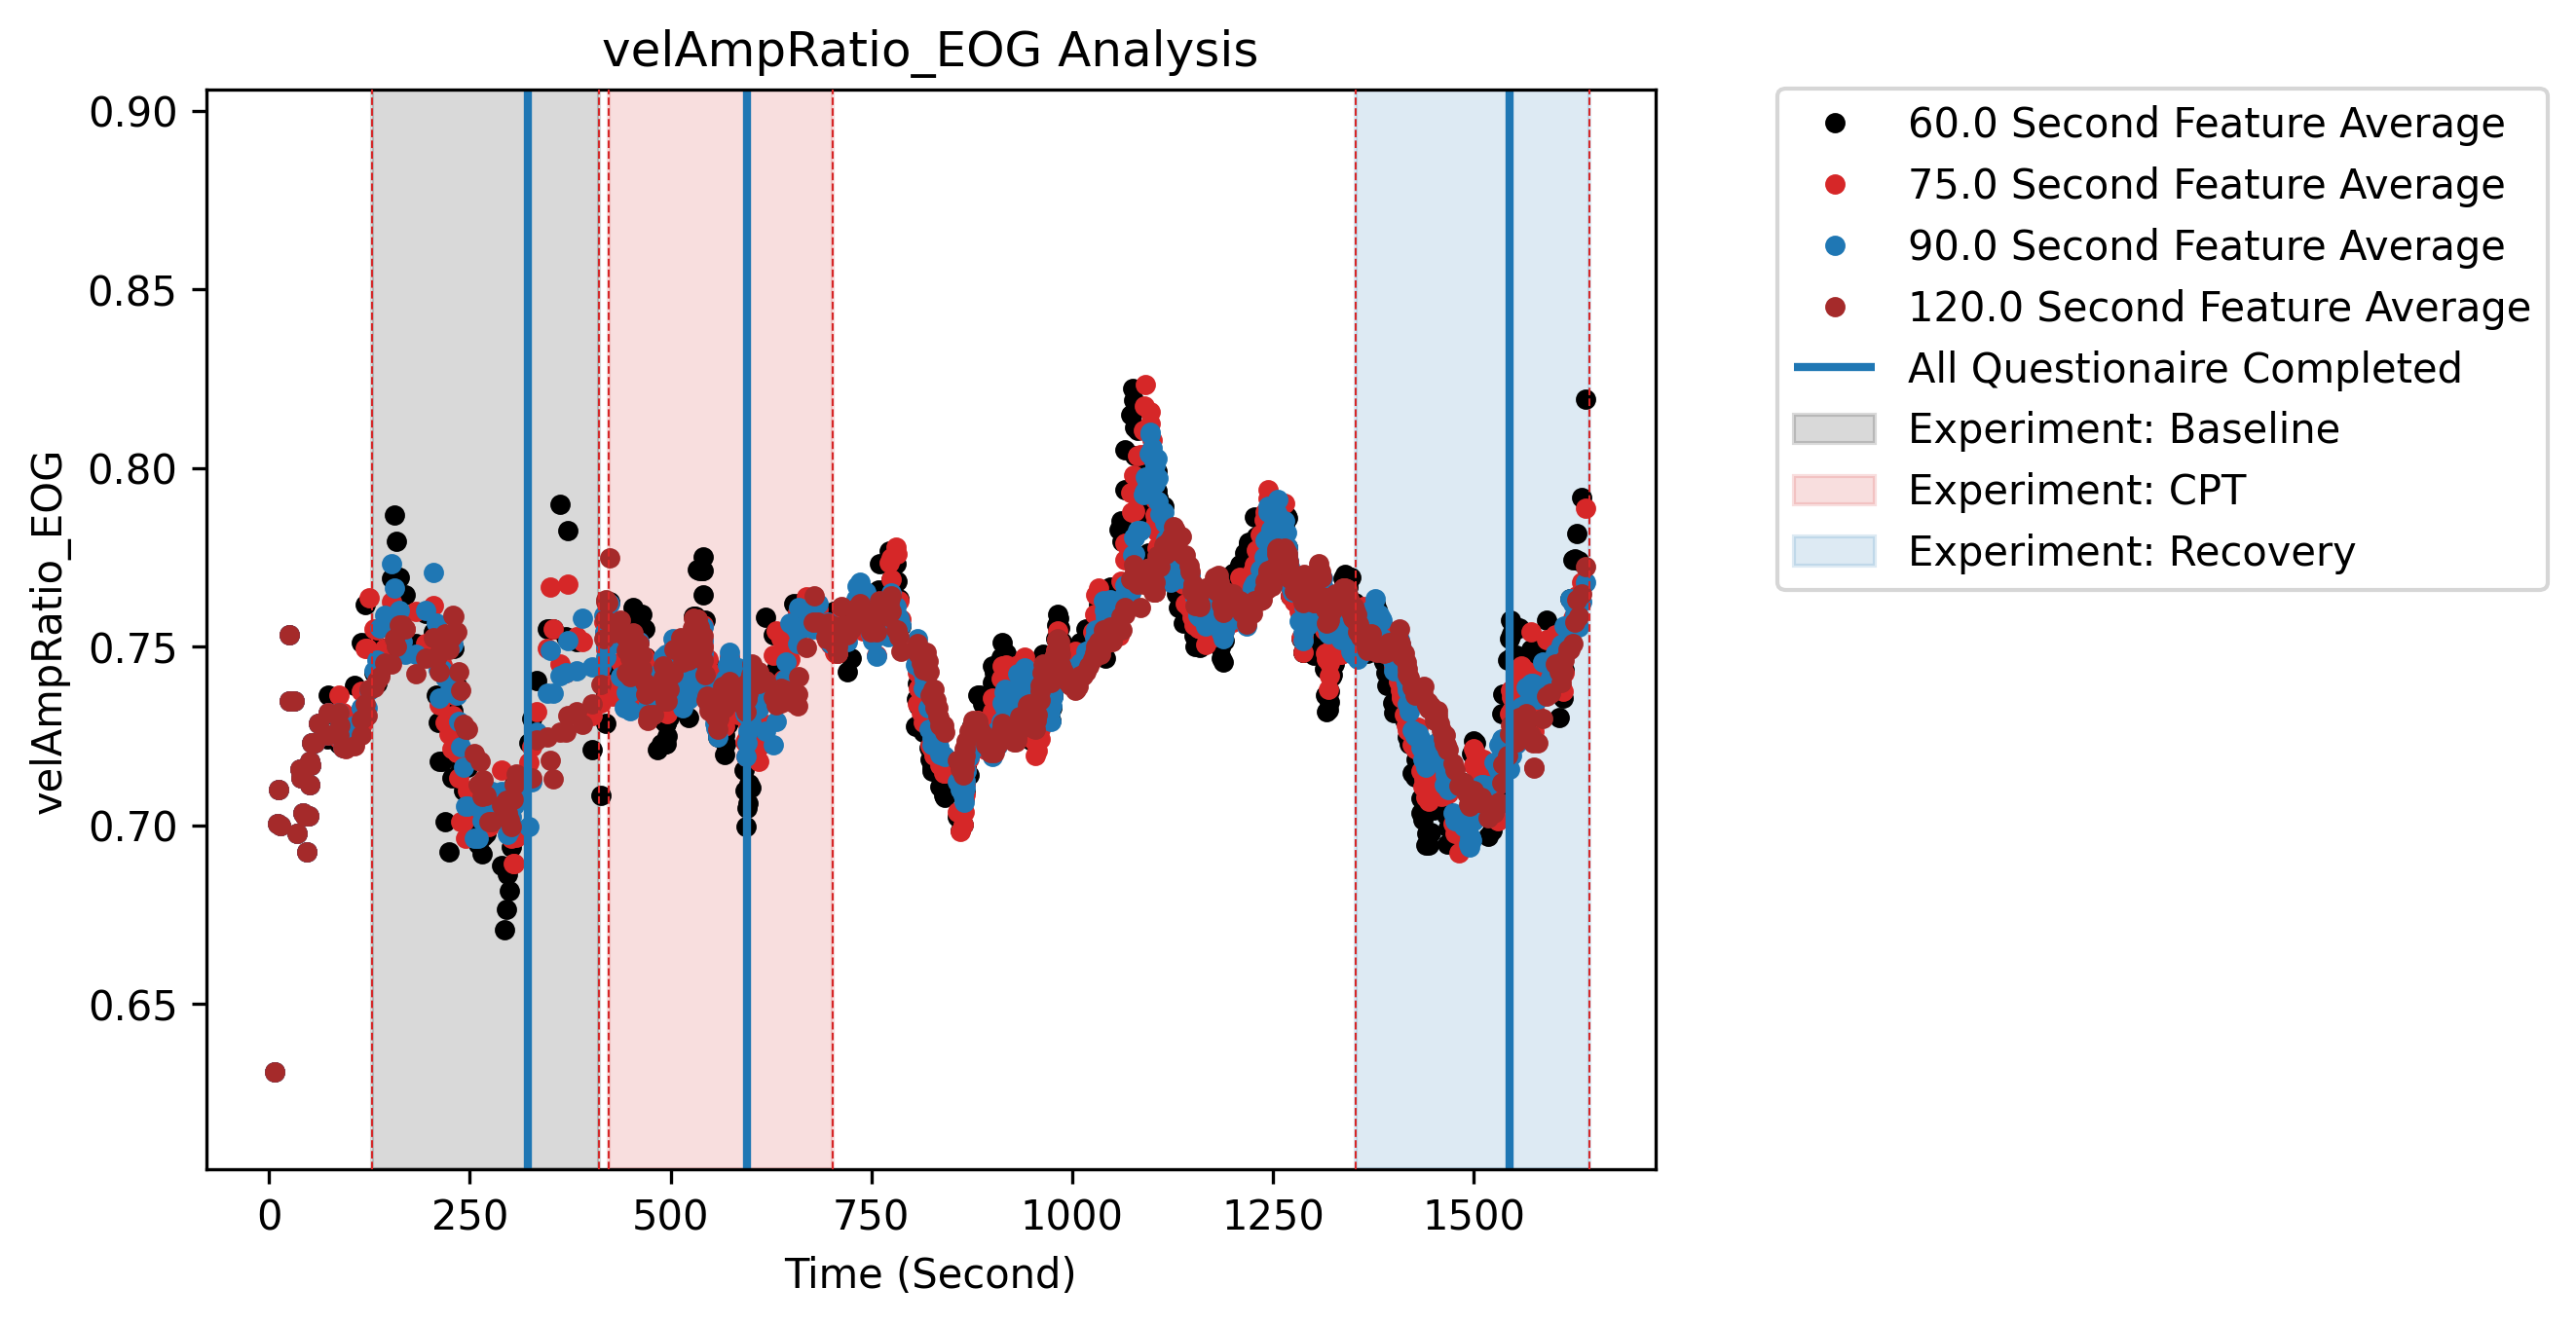 velAmpRatio_EOG Analysis
0.90
0.85
0.80
0.75
0.70
0.65
velAmpRatio_EOG
0 250 500 750 1000 1250 1500
Time (Second)
60.0 Second Feature Average
75.0 Second Feature Average
90.0 Second Feature Average
120.0 Second Feature Average
All Questionaire Completed
Experiment: Baseline
Experiment: CPT
Experiment: Recovery